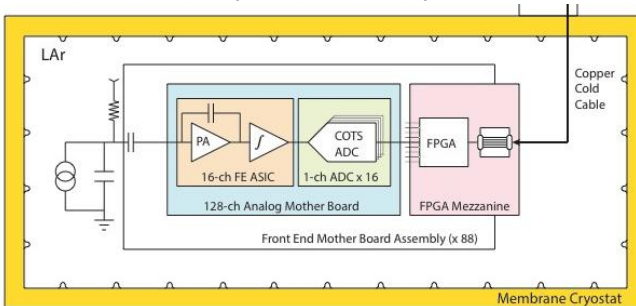 LAr
Copper
Cold
Cable
PA
∫
COTS
ADC
FPGA
16-ch FE ASIC
1-ch ADC x 16
128-ch Analog Mother Board
FPGA Mezzanine
Front End Mother Board Assembly (x 88)
Membrane Cryostat